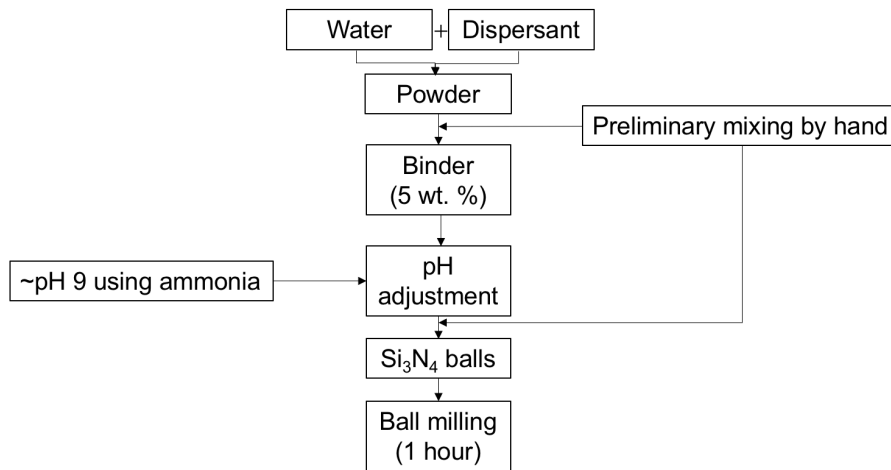 Water + Dispersant
Powder
Preliminary mixing by hand
Binder
(5 wt. %)
~pH 9 using ammonia
pH
adjustment
Si₃N₄ balls
Ball milling
(1 hour)